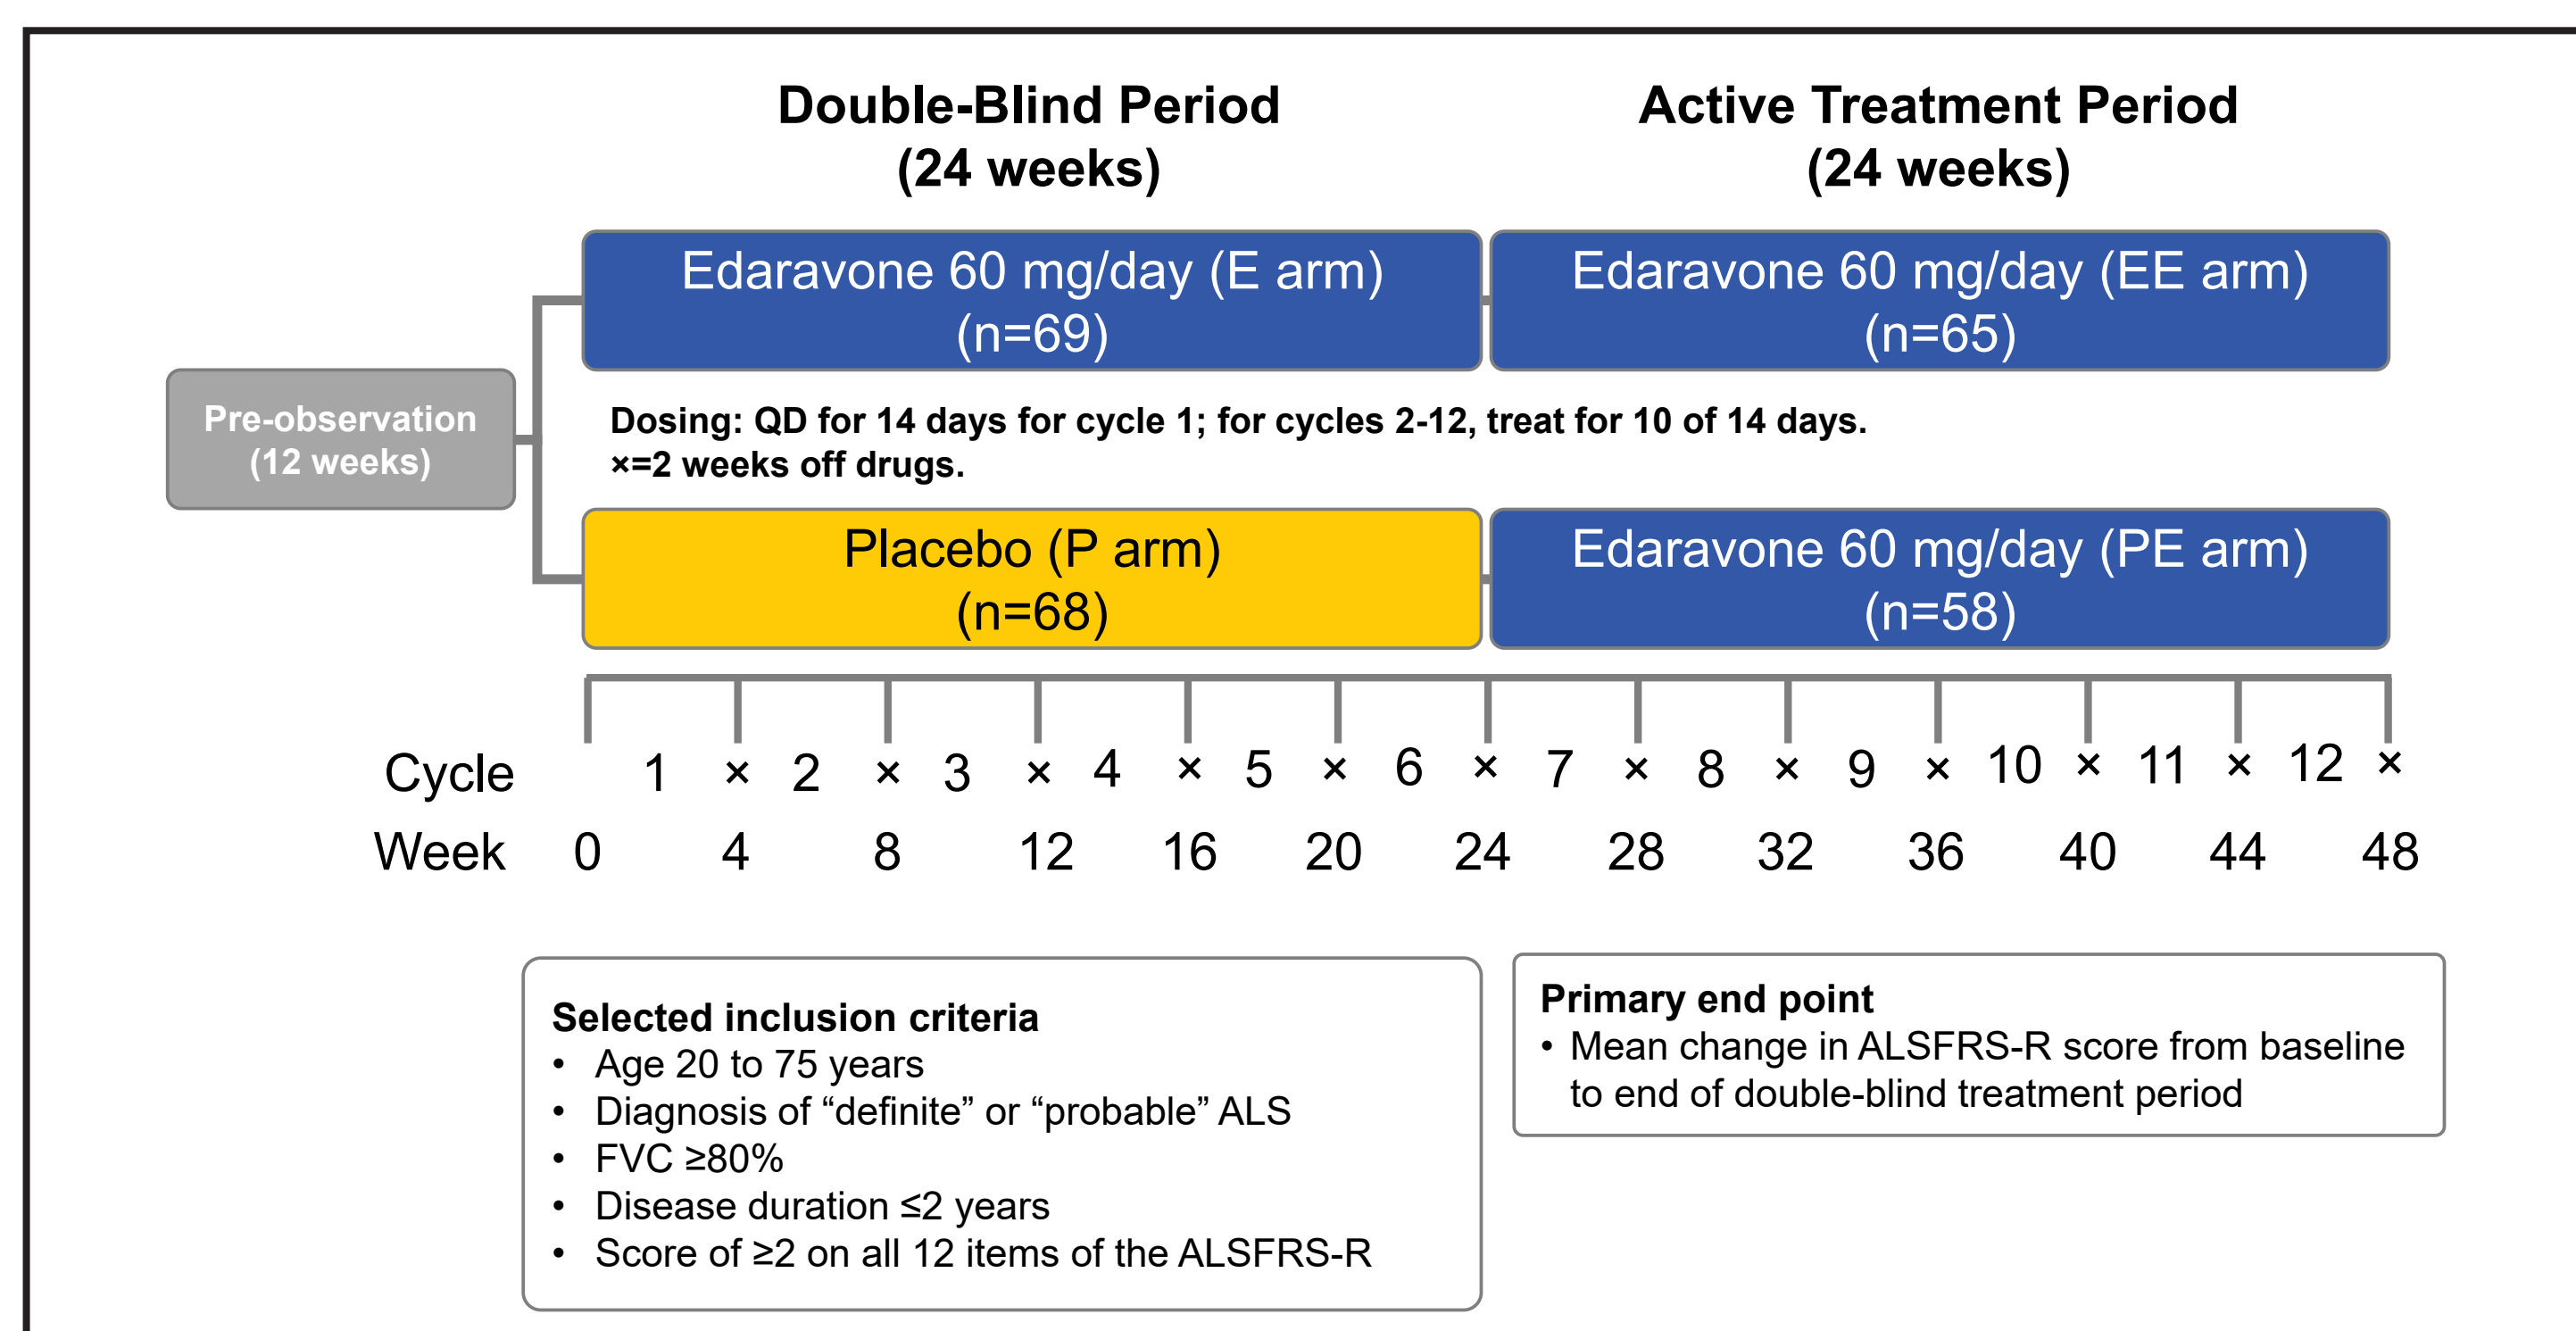 Double-Blind Period
(24 weeks)
Active Treatment Period
(24 weeks)
Edaravone 60 mg/day (E arm)
(n=69)
Edaravone 60 mg/day (EE arm)
(n=65)
Pre-observation
(12 weeks)
Dosing: QD for 14 days for cycle 1; for cycles 2-12, treat for 10 of 14 days.
×=2 weeks off drugs.
Placebo (P arm)
(n=68)
Edaravone 60 mg/day (PE arm)
(n=58)
Cycle 1 × 2 × 3 × 4 × 5 × 6 × 7 × 8 × 9 × 10 × 11 × 12 ×
Week 0 4 8 12 16 20 24 28 32 36 40 44 48
Selected inclusion criteria
• Age 20 to 75 years
• Diagnosis of “definite” or “probable” ALS
• FVC ≥80%
• Disease duration ≤2 years
• Score of ≥2 on all 12 items of the ALSFRS-R
Primary end point
• Mean change in ALSFRS-R score from baseline
to end of double-blind treatment period